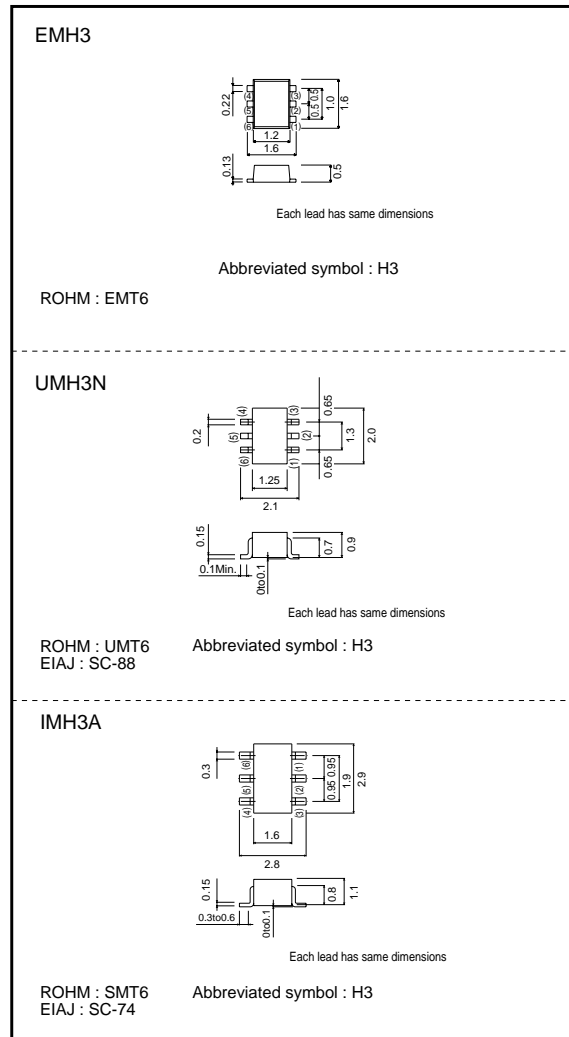 EMH3
0.22
(4)
(3)
(5)
(2)
(6)
(1)
0.5 0.5
1.0
1.6
1.2
1.6
0.13
0.5
Each lead has same dimensions
Abbreviated symbol : H3
ROHM : EMT6
UMH3N
0.2
(4)
(3)
(5)
(2)
(6)
(1)
0.65
0.65
1.3
2.0
1.25
2.1
0.15
0.1Min.
0to0.1
0.7
0.9
Each lead has same dimensions
ROHM : UMT6 Abbreviated symbol : H3
EIAJ : SC-88
IMH3A
0.3
(6)
(1)
(5)
(2)
(4)
(3)
0.95 0.95
1.9
2.9
1.6
2.8
0.15
0.3to0.6
0to0.1
0.8
1.1
Each lead has same dimensions
ROHM : SMT6 Abbreviated symbol : H3
EIAJ : SC-74